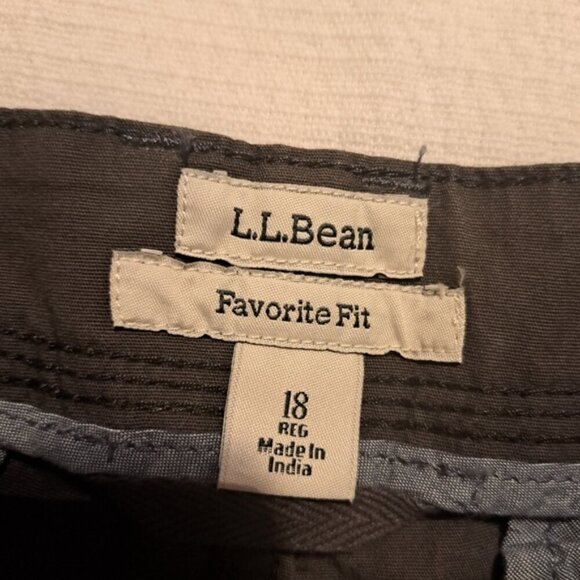 L.L.Bean
Favorite Fit
18
REG
Made In
India